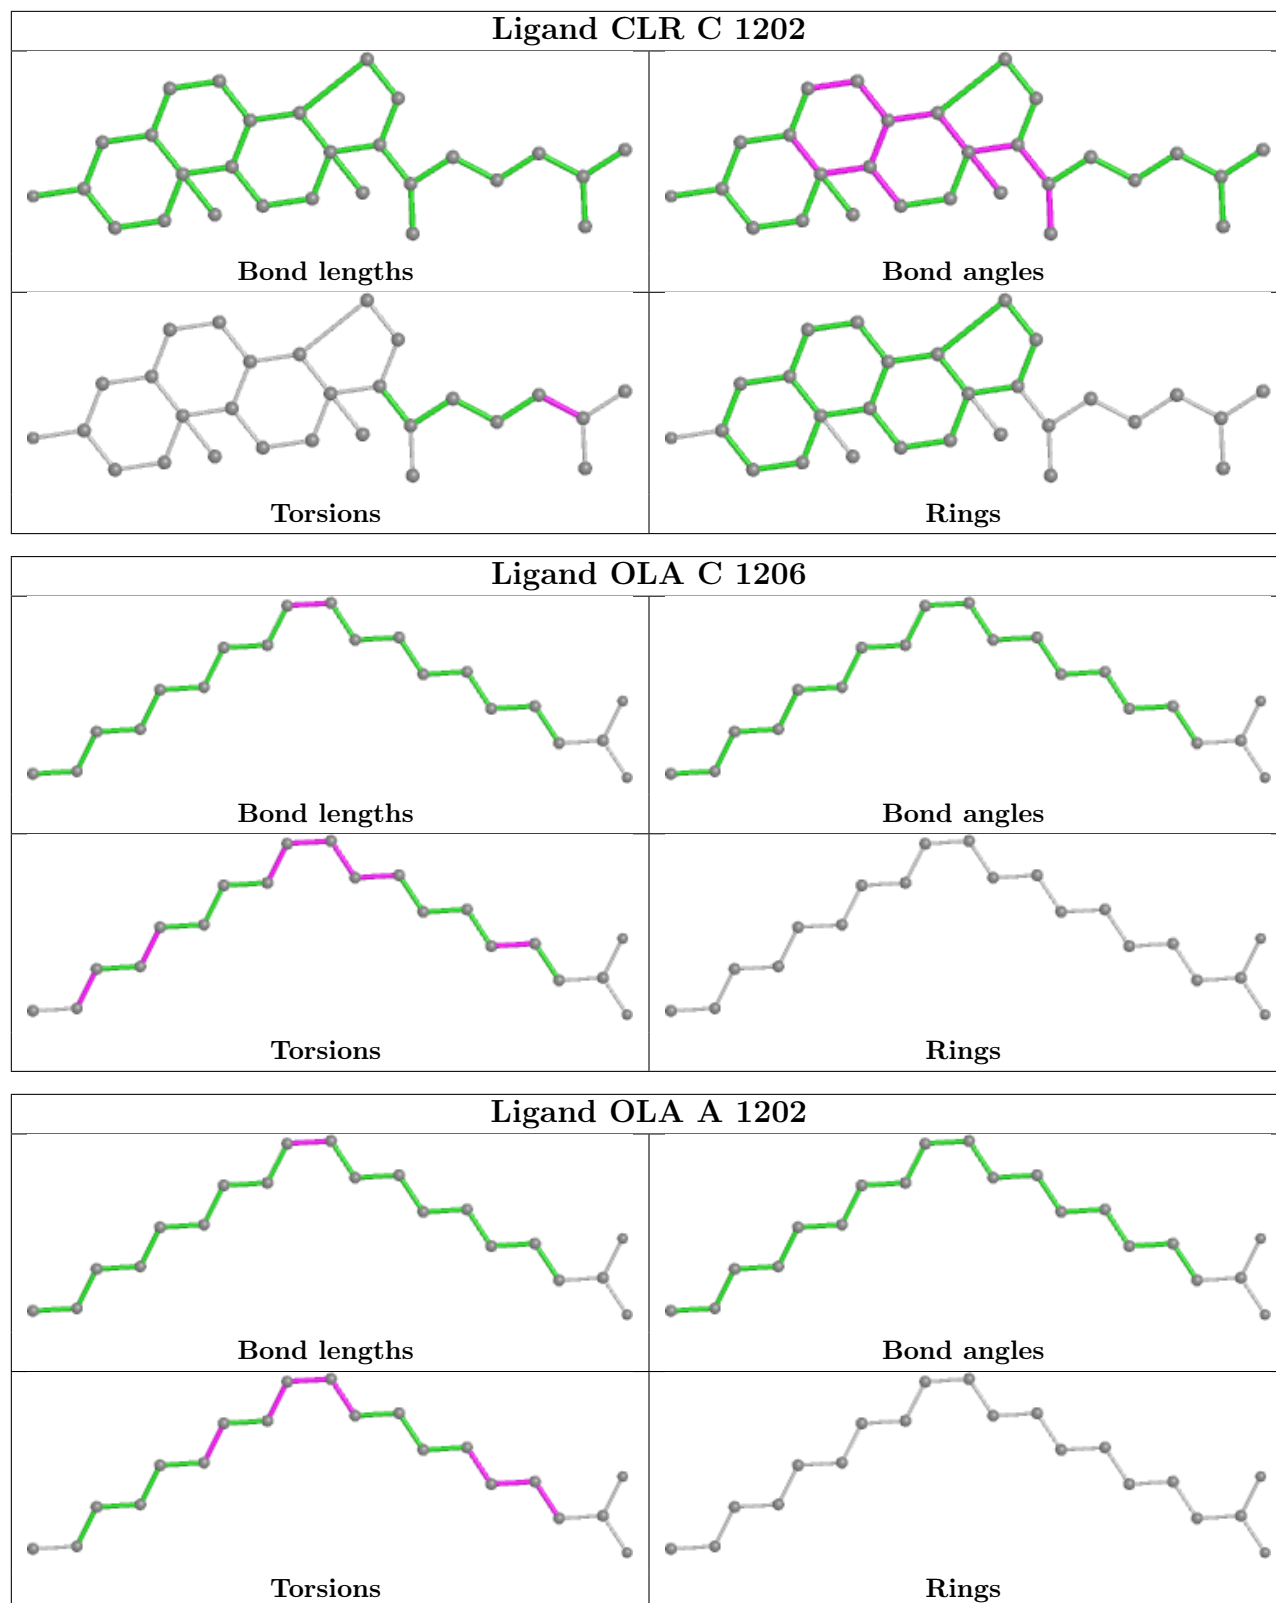 Ligand CLR C 1202
Bond lengths
Bond angles
Torsions
Rings
Ligand OLA C 1206
Bond lengths
Bond angles
Torsions
Rings
Ligand OLA A 1202
Bond lengths
Bond angles
Torsions
Rings